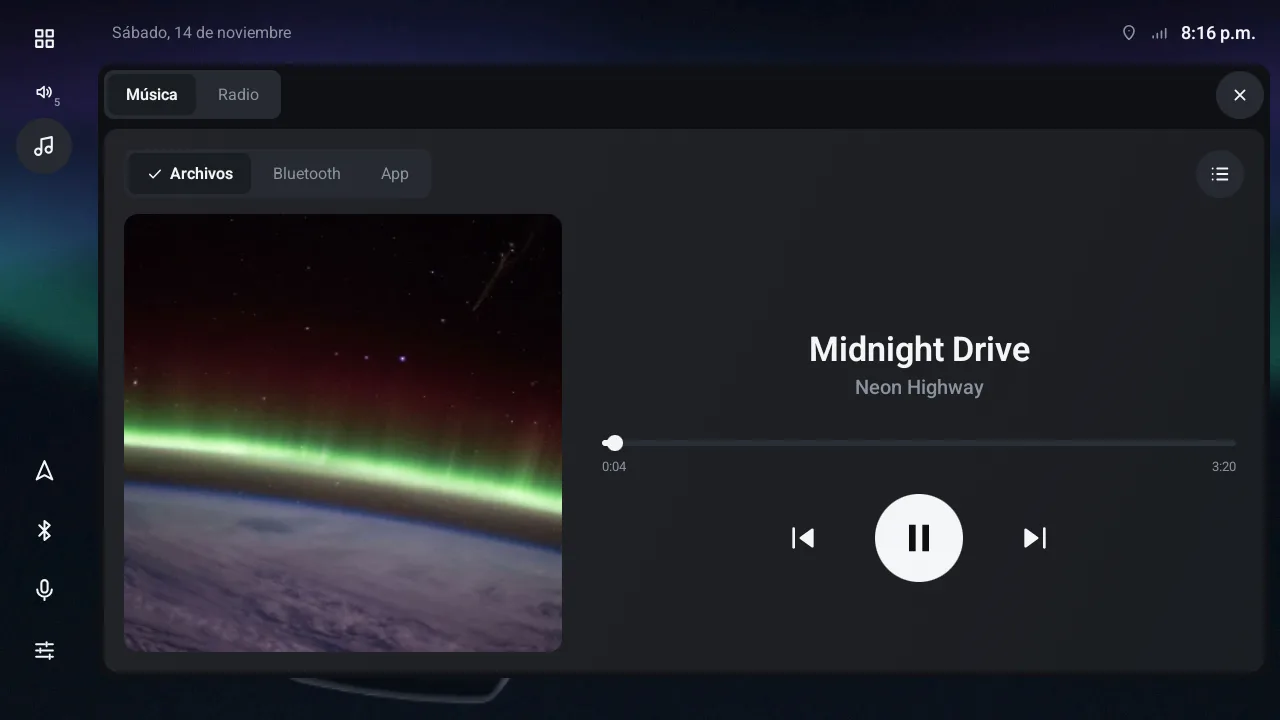 Sábado, 14 de noviembre
8:16 p.m.
5
Música
Radio
Archivos
Bluetooth
App
Midnight Drive
Neon Highway
0:04
3:20